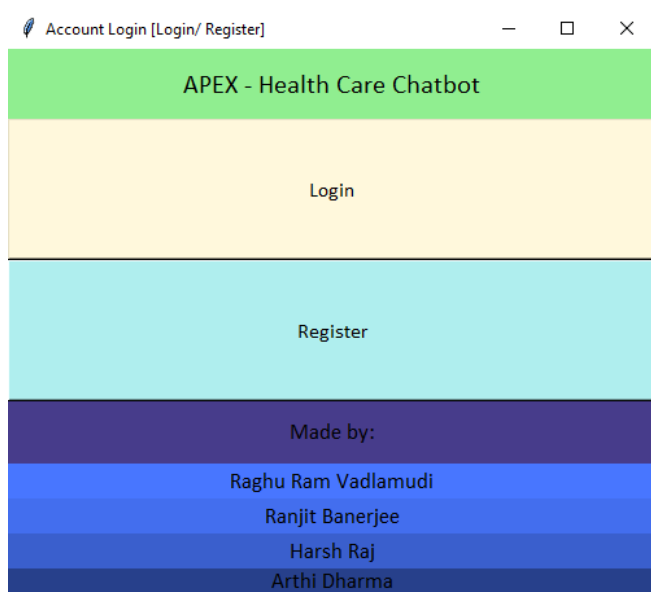 Account Login [Login/ Register]
APEX - Health Care Chatbot
Login
Register
Made by:
Raghu Ram Vadlamudi
Ranjit Banerjee
Harsh Raj
Arthi Dharma